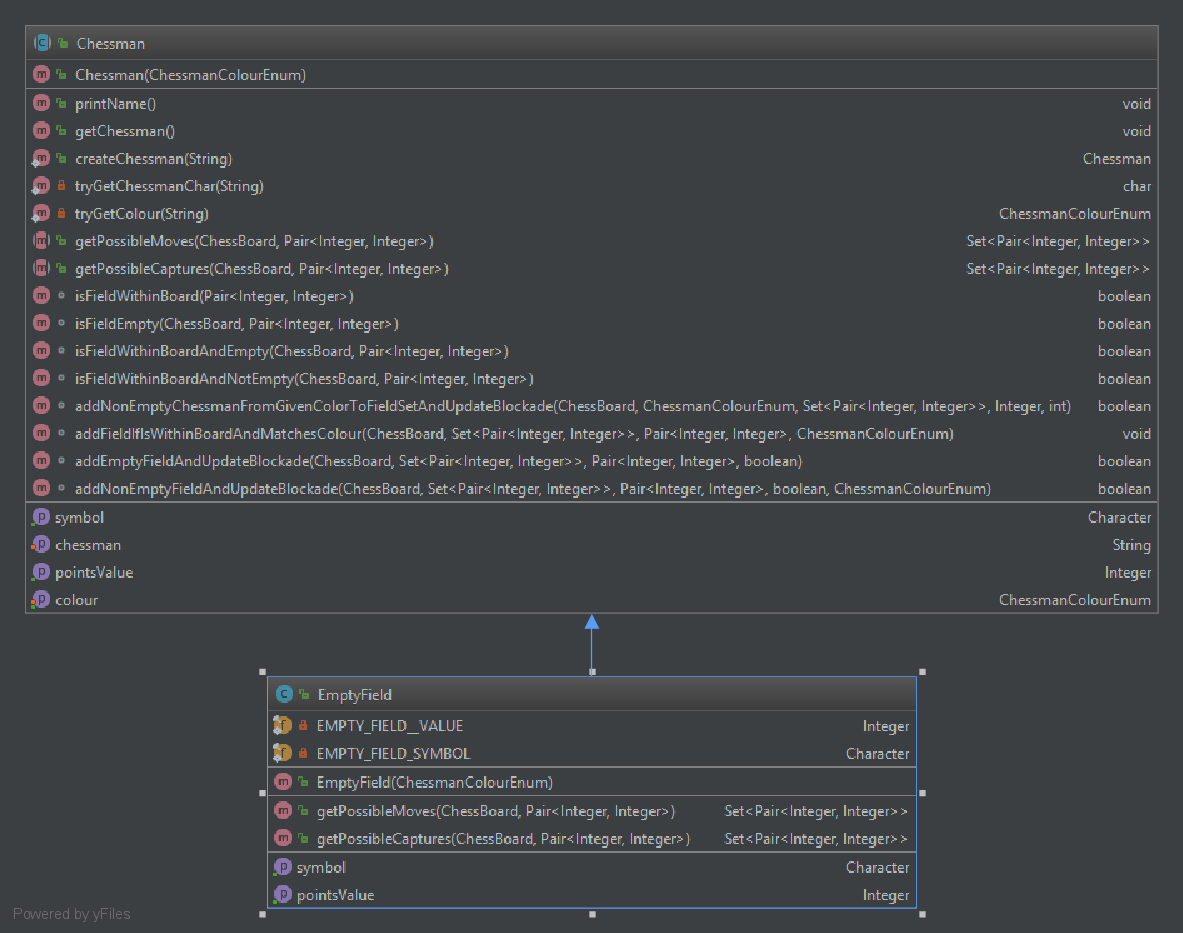 Chessman
Chessman(ChessmanColourEnum)
printName() void
getChessman() void
createChessman(String) Chessman
tryGetChessmanChar(String) char
tryGetColour(String) ChessmanColourEnum
getPossibleMoves(ChessBoard, Pair<Integer, Integer>) Set<Pair<Integer, Integer>>
getPossibleCaptures(ChessBoard, Pair<Integer, Integer>) Set<Pair<Integer, Integer>>
isFieldWithinBoard(Pair<Integer, Integer>) boolean
isFieldEmpty(ChessBoard, Pair<Integer, Integer>) boolean
isFieldWithinBoardAndEmpty(ChessBoard, Pair<Integer, Integer>) boolean
isFieldWithinBoardAndNotEmpty(ChessBoard, Pair<Integer, Integer>) boolean
addNonEmptyChessmanFromGivenColorToFieldSetAndUpdateBlockade(ChessBoard, ChessmanColourEnum, Set<Pair<Integer, Integer>>, Integer, int) boolean
addFieldIfIsWithinBoardAndMatchesColour(ChessBoard, Set<Pair<Integer, Integer>>, Pair<Integer, Integer>, ChessmanColourEnum) void
addEmptyFieldAndUpdateBlockade(ChessBoard, Set<Pair<Integer, Integer>>, Pair<Integer, Integer>, boolean) boolean
addNonEmptyFieldAndUpdateBlockade(ChessBoard, Set<Pair<Integer, Integer>>, Pair<Integer, Integer>, boolean, ChessmanColourEnum) boolean
symbol Character
chessman String
pointsValue Integer
colour ChessmanColourEnum
EmptyField
EMPTY_FIELD__VALUE Integer
EMPTY_FIELD_SYMBOL Character
EmptyField(ChessmanColourEnum)
getPossibleMoves(ChessBoard, Pair<Integer, Integer>) Set<Pair<Integer, Integer>>
getPossibleCaptures(ChessBoard, Pair<Integer, Integer>) Set<Pair<Integer, Integer>>
symbol Character
pointsValue Integer
Powered by yFiles